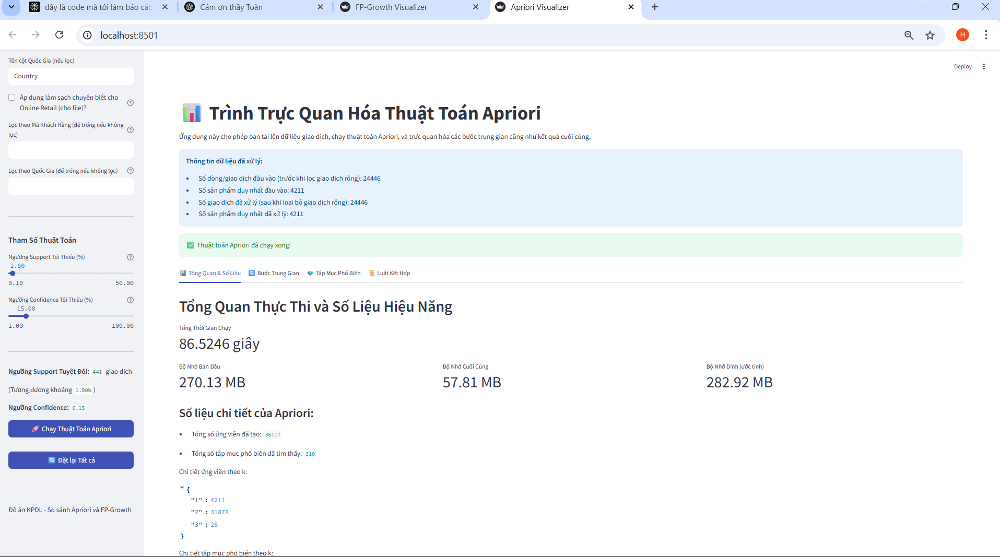 đây là code mà tôi làm báo cáo
Cảm ơn thầy Toàn
FP-Growth Visualizer
Apriori Visualizer
localhost:8501
H
Tên cột Quốc Gia (nếu lọc)
Country
Áp dụng làm sạch chuyên biệt cho
Online Retail (cho file)?
Lọc theo Mã Khách Hàng (để trống nếu không
lọc)
Lọc theo Quốc Gia (để trống nếu không lọc)
Tham Số Thuật Toán
Ngưỡng Support Tối Thiểu (%)
1.80
0.10 50.00
Ngưỡng Confidence Tối Thiểu (%)
15.00
1.00 100.00
Ngưỡng Support Tuyệt Đối: 441 giao dịch
(Tương đương khoảng 1.80%)
Ngưỡng Confidence: 0.15
🚀 Chạy Thuật Toán Apriori
🔄 Đặt lại Tất cả
Đồ án KPDL - So sánh Apriori và FP-Growth
Deploy
📊 Trình Trực Quan Hóa Thuật Toán Apriori
Ứng dụng này cho phép bạn tải lên dữ liệu giao dịch, chạy thuật toán Apriori, và trực quan hóa các bước trung gian cũng như kết quả cuối cùng.
Thông tin dữ liệu đã xử lý:
• Số dòng/giao dịch đầu vào (trước khi lọc giao dịch rỗng): 24446
• Số sản phẩm duy nhất đầu vào: 4211
• Số giao dịch đã xử lý (sau khi loại bỏ giao dịch rỗng): 24446
• Số sản phẩm duy nhất đã xử lý: 4211
✅ Thuật toán Apriori đã chạy xong!
📊 Tổng Quan & Số Liệu 🔄 Bước Trung Gian 💎 Tập Mục Phổ Biến 📜 Luật Kết Hợp
Tổng Quan Thực Thi và Số Liệu Hiệu Năng
Tổng Thời Gian Chạy
86.5246 giây
Bộ Nhớ Ban Đầu Bộ Nhớ Cuối Cùng Bộ Nhớ Đỉnh (ước tính)
270.13 MB 57.81 MB 282.92 MB
Số liệu chi tiết của Apriori:
• Tổng số ứng viên đã tạo: 36117
• Tổng số tập mục phổ biến đã tìm thấy: 310
Chi tiết ứng viên theo k:
{
"1" : 4211
"2" : 31878
"3" : 28
}
Chi tiết tập mục phổ biến theo k: